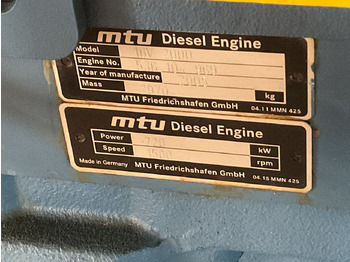 mtu Diesel Engine
Model
Engine No.
Year of manufacture
Mass kg
MTU Friedrichshafen GmbH 04.11 MMN 425
mtu Diesel Engine
Power kW
Speed rpm
Made in Germany MTU Friedrichshafen GmbH 04.15 MMN 425